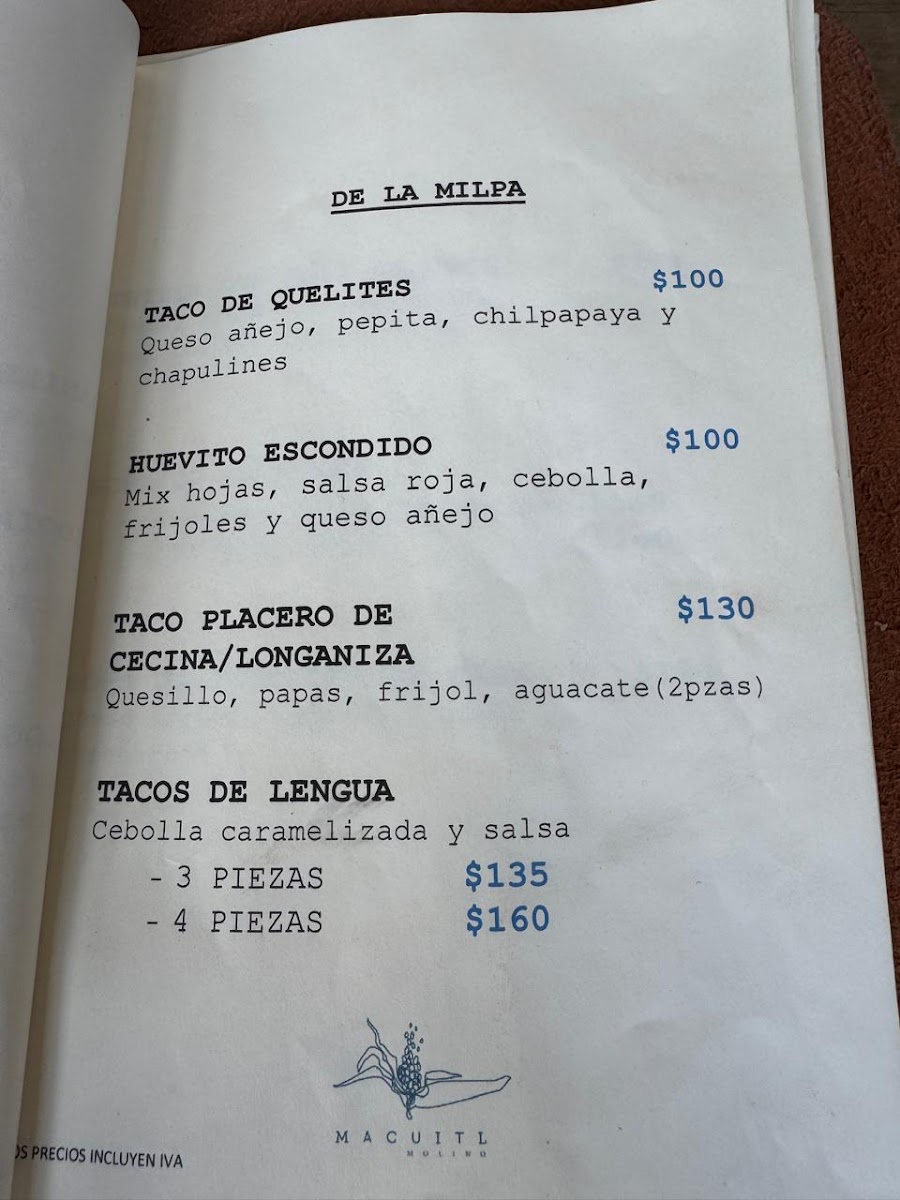 DE LA MILPA
TACO DE QUELITES $100
Queso añejo, pepita, chilpapaya y
chapulines
HUEVITO ESCONDIDO $100
Mix hojas, salsa roja, cebolla,
frijoles y queso añejo
TACO PLACERO DE $130
CECINA/LONGANIZA
Quesillo, papas, frijol, aguacate(2pzas)
TACOS DE LENGUA
Cebolla caramelizada y salsa
- 3 PIEZAS $135
- 4 PIEZAS $160
MACUITL
MOLINO
PRECIOS INCLUYEN IVA